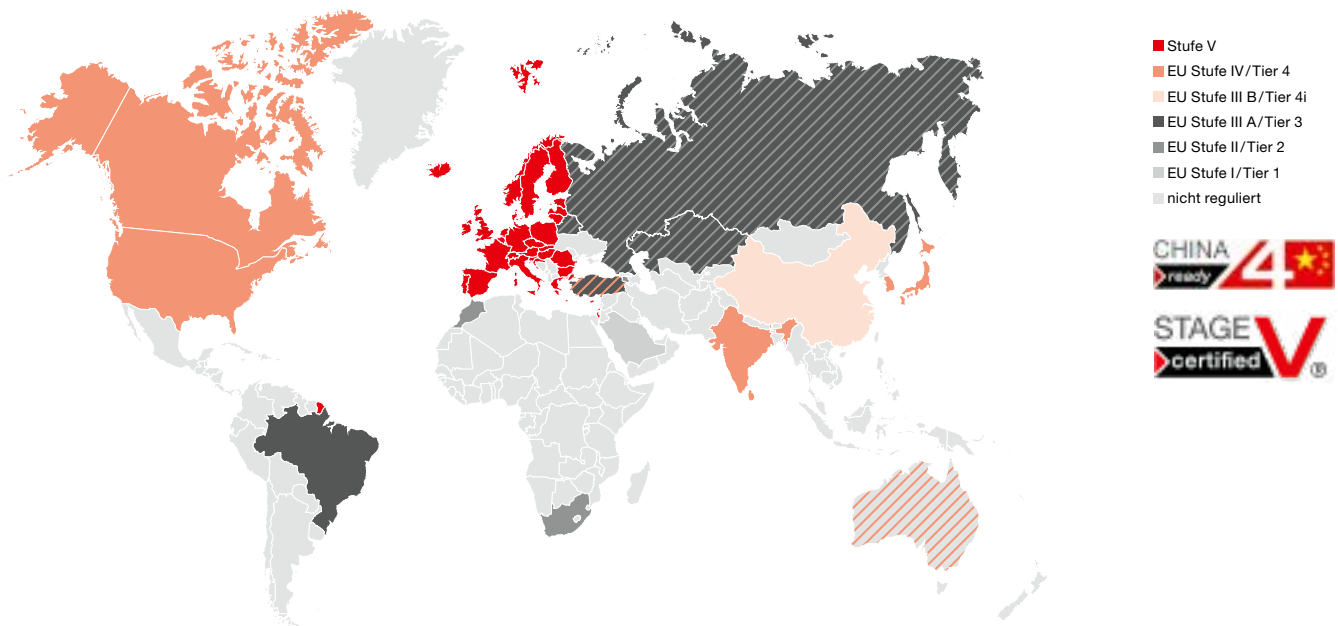 Stufe V
EU Stufe IV/Tier 4
EU Stufe III B/Tier 4i
EU Stufe III A/Tier 3
EU Stufe II/Tier 2
EU Stufe I/Tier 1
nicht reguliert
CHINA 4
ready
STAGE V
certified ®